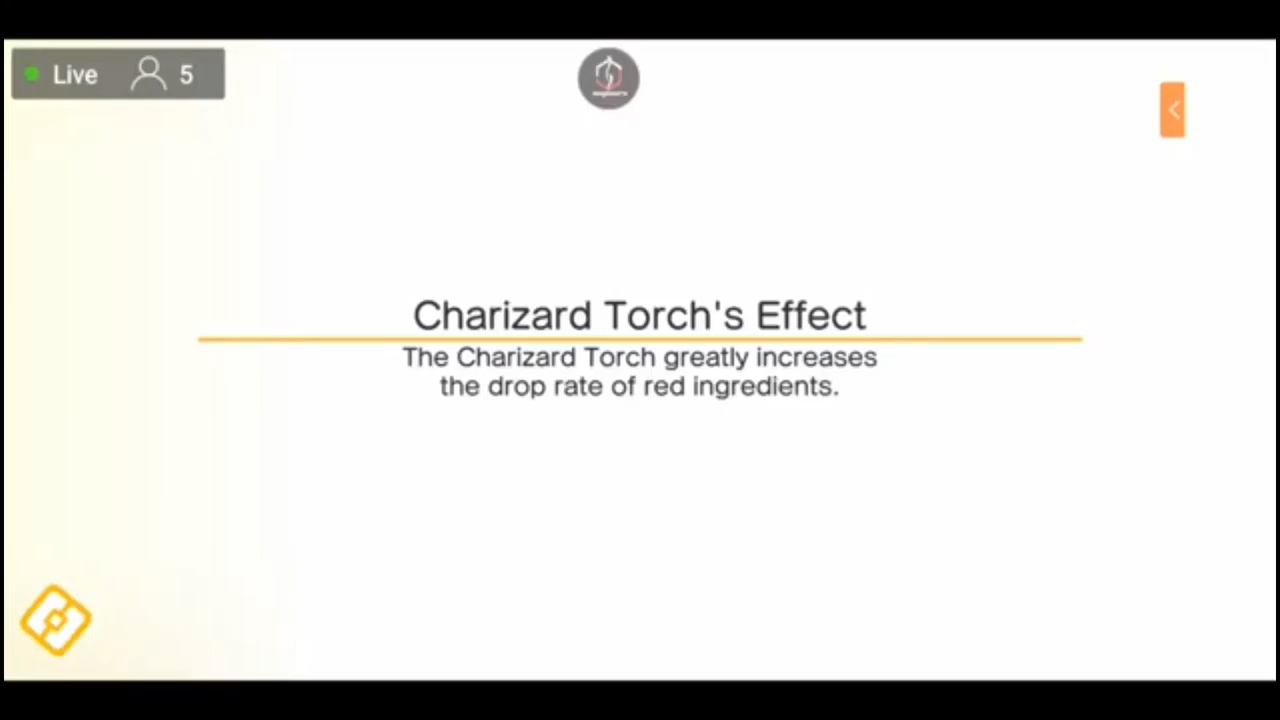 Live 5
Charizard Torch's Effect
The Charizard Torch greatly increases
the drop rate of red ingredients.